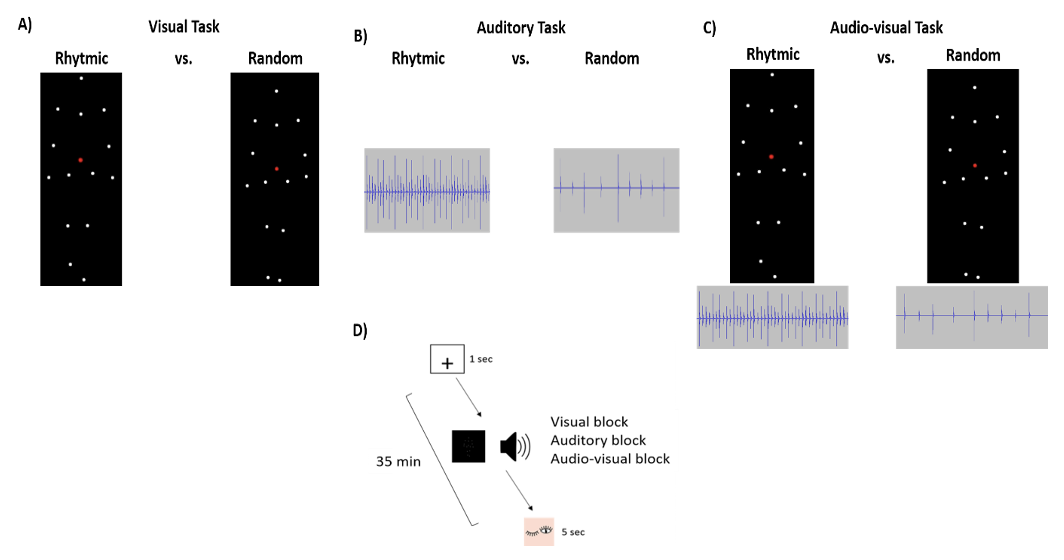 A)
Visual Task
Rhytmic vs. Random
B)
Auditory Task
Rhytmic vs. Random
C)
Audio-visual Task
Rhytmic vs. Random
D)
1 sec
Visual block
Auditory block
Audio-visual block
35 min
5 sec